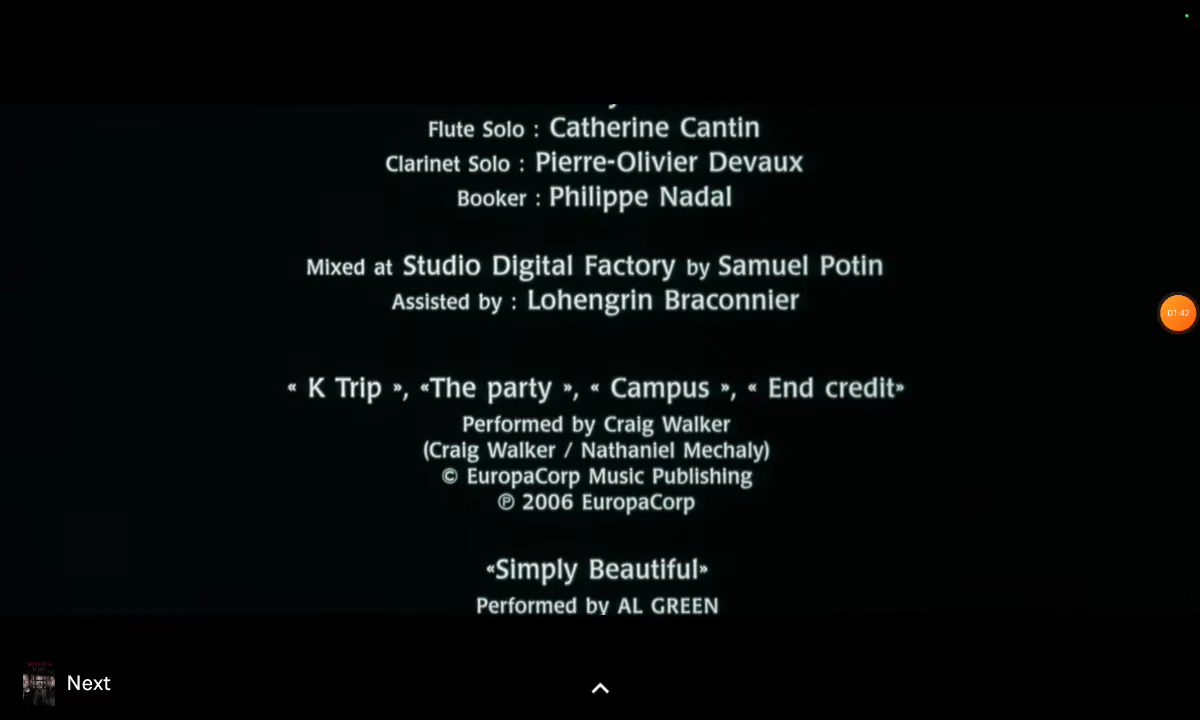 Flute Solo : Catherine Cantin
Clarinet Solo : Pierre-Olivier Devaux
Booker : Philippe Nadal
Mixed at Studio Digital Factory by Samuel Potin
Assisted by : Lohengrin Braconnier
« K Trip », «The party », « Campus », « End credit»
Performed by Craig Walker
(Craig Walker / Nathaniel Mechaly)
© EuropaCorp Music Publishing
℗ 2006 EuropaCorp
«Simply Beautiful»
Performed by AL GREEN
01:42
Next